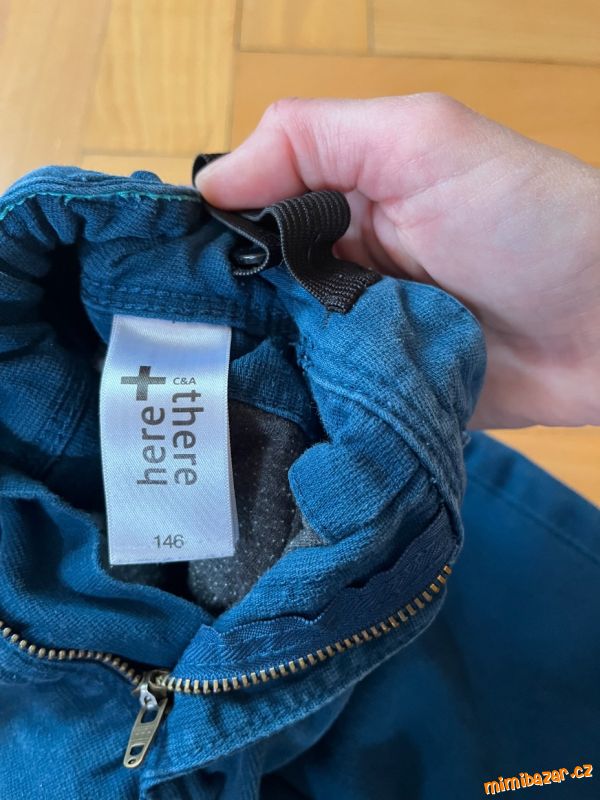 here + there
C&A
146
mimibazar.cz